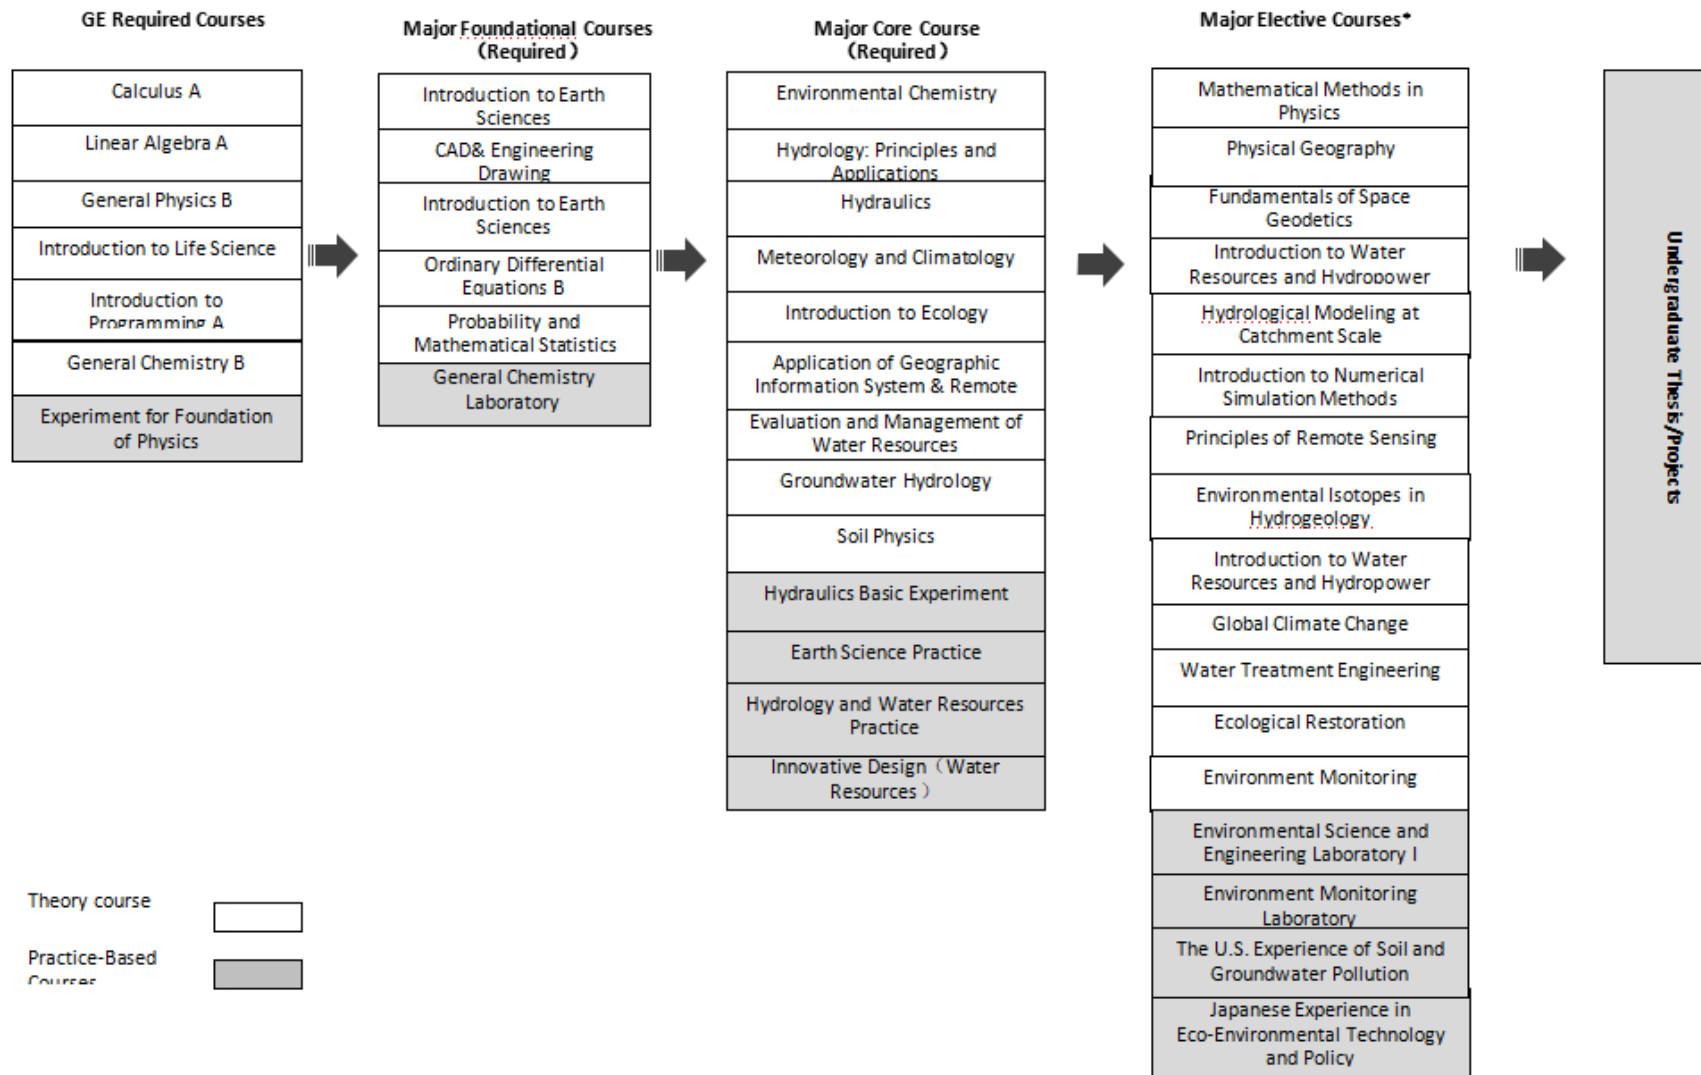 GE Required Courses
Calculus A
Linear Algebra A
General Physics B
Introduction to Life Science
Introduction to
Programming A
General Chemistry B
Experiment for Foundation
of Physics
Major Foundational Courses
(Required)
Introduction to Earth
Sciences
CAD& Engineering
Drawing
Introduction to Earth
Sciences
Ordinary Differential
Equations B
Probability and
Mathematical Statistics
General Chemistry
Laboratory
Major Core Course
(Required)
Environmental Chemistry
Hydrology: Principles and
Applications
Hydraulics
Meteorology and Climatology
Introduction to Ecology
Application of Geographic
Information System & Remote
Evaluation and Management of
Water Resources
Groundwater Hydrology
Soil Physics
Hydraulics Basic Experiment
Earth Science Practice
Hydrology and Water Resources
Practice
Innovative Design（Water
Resources）
Major Elective Courses*
Mathematical Methods in
Physics
Physical Geography
Fundamentals of Space
Geodetics
Introduction to Water
Resources and Hydropower
Hydrological Modeling at
Catchment Scale
Introduction to Numerical
Simulation Methods
Principles of Remote Sensing
Environmental Isotopes in
Hydrogeology
Introduction to Water
Resources and Hydropower
Global Climate Change
Water Treatment Engineering
Ecological Restoration
Environment Monitoring
Environmental Science and
Engineering Laboratory I
Environment Monitoring
Laboratory
The U.S. Experience of Soil and
Groundwater Pollution
Japanese Experience in
Eco-Environmental Technology
and Policy
Undergraduate Thesis/Projects
Theory course
Practice-Based
Courses